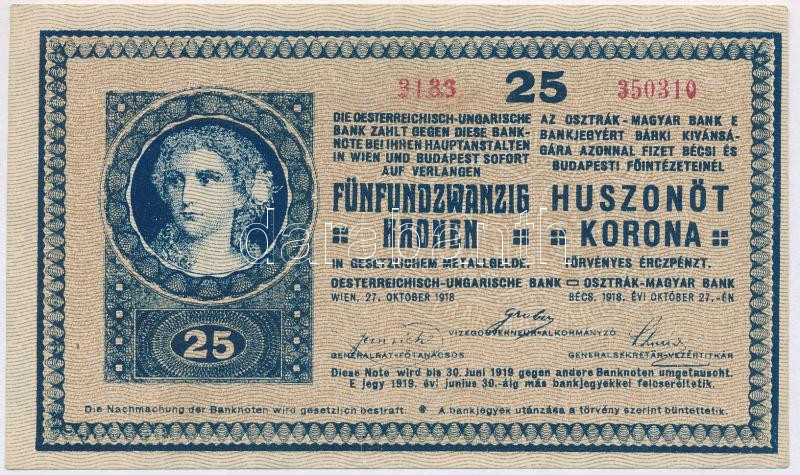 3133 25 350310
DIE OESTERREICHISCH-UNGARISCHE
BANK ZAHLT GEGEN DIESE BANK-
NOTE BEI IHREN HAUPTANSTALTEN
IN WIEN UND BUDAPEST SOFORT
AUF VERLANGEN
FÜNFUNDZWANZIG
KRONEN
IN GESETZLICHEM METALLGELDE.
OESTERREICHISCH-UNGARISCHE BANK
WIEN, 27. OKTOBER 1918
AZ OSZTRÁK-MAGYAR BANK E
BANKJEGYÉRT BÁRKI KIVÁNSÁ-
GÁRA AZONNAL FIZET BÉCSI ÉS
BUDAPESTI FŐINTÉZETEINÉL
HUSZONÖT
KORONA
TÖRVÉNYES ÉRCZPÉNZT.
OSZTRÁK-MAGYAR BANK
BÉCS, 1918. ÉVI OKTÓBER 27.-ÉN
Gruber
VIZEGOUVERNEUR-ALKORMÁNYZÓ
GENERALRAT-FŐTANÁCSOS
GENERALSEKRETÄR-VEZÉRTITKÁR
25
Diese Note wird bis 30. Juni 1919 gegen andere Banknoten umgetauscht.
E jegy 1919. évi junius 30.-áig más bankjegyekkel felcseréltetik.
Die Nachmachung der Banknoten wird gesetzlich bestraft. * A bankjegyek utánzása a törvény szerint büntettetik.
darabanth